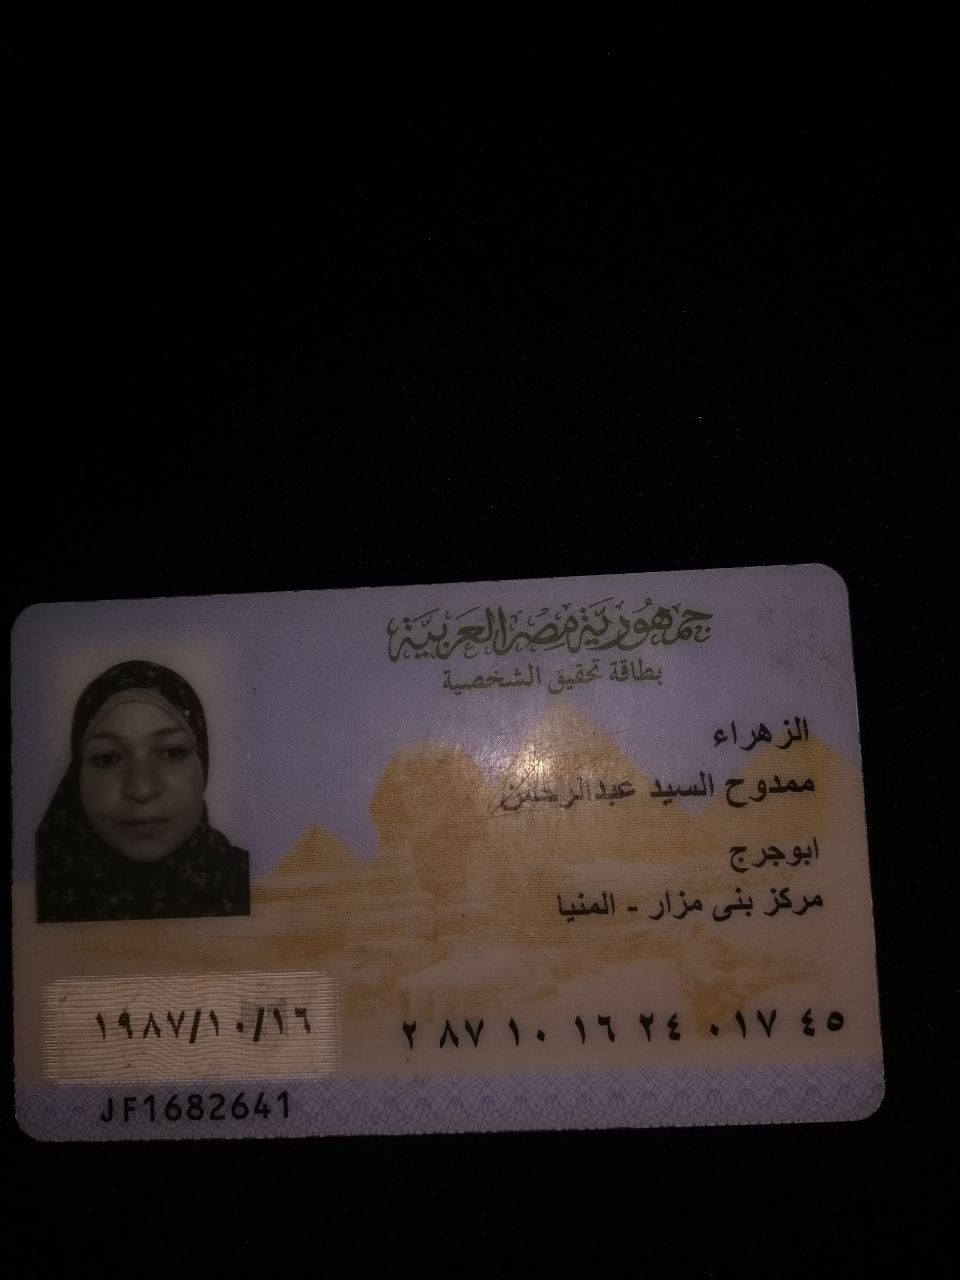 جمهورية مصر العربية
بطاقة تحقيق الشخصية
الزهراء
ممدوح السيد عبدالرحمن
ابوجرج
مركز بنى مزار - المنيا
٢ ٨٧ ١٠ ١٦ ٢٤ ٠١٧ ٤٥
١٩٨٧/١٠/١٦
JF1682641